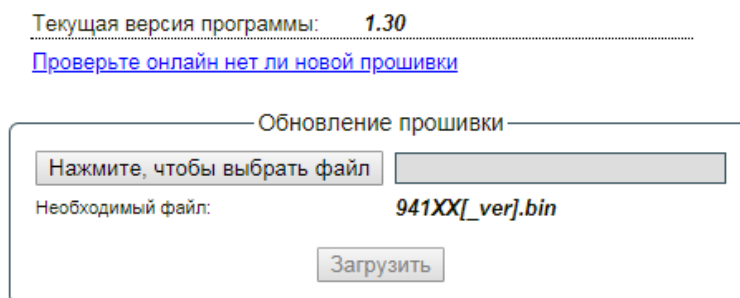 Текущая версия программы: 1.30
Проверьте онлайн нет ли новой прошивки
Обновление прошивки
Нажмите, чтобы выбрать файл
Необходимый файл: 941XX[_ver].bin
Загрузить